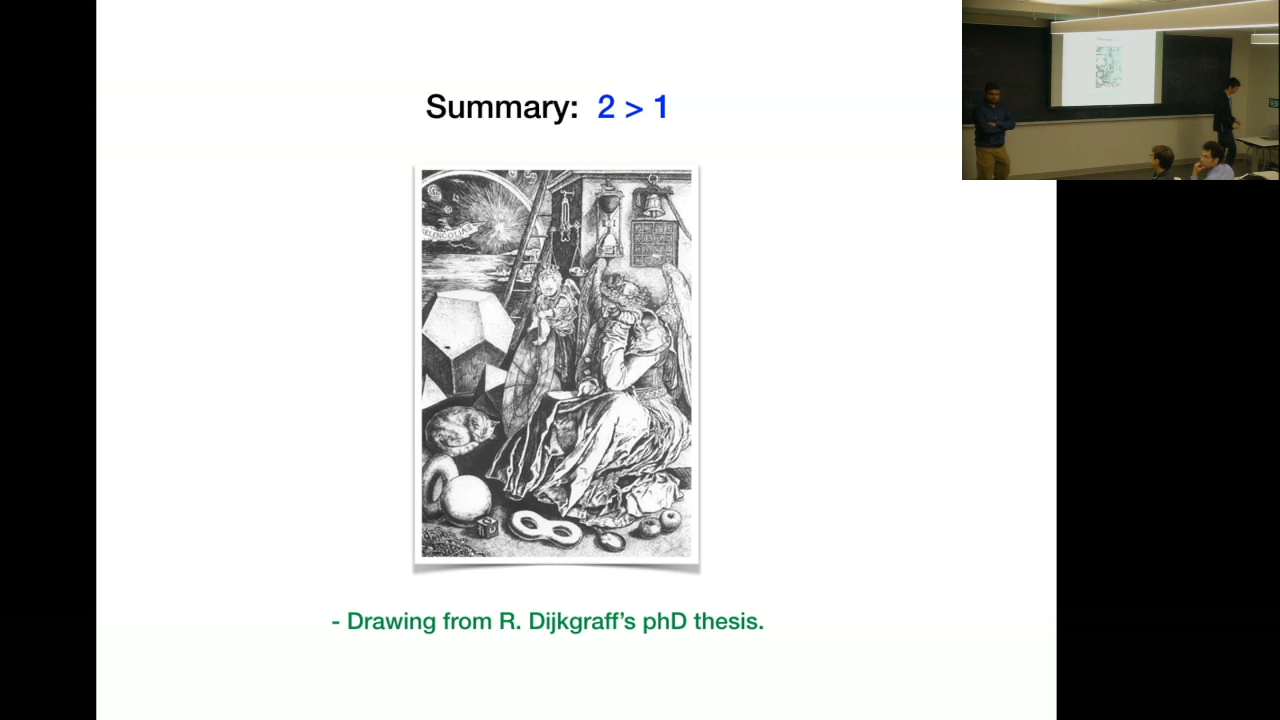 Summary: 2 > 1
- Drawing from R. Dijkgraff's phD thesis.